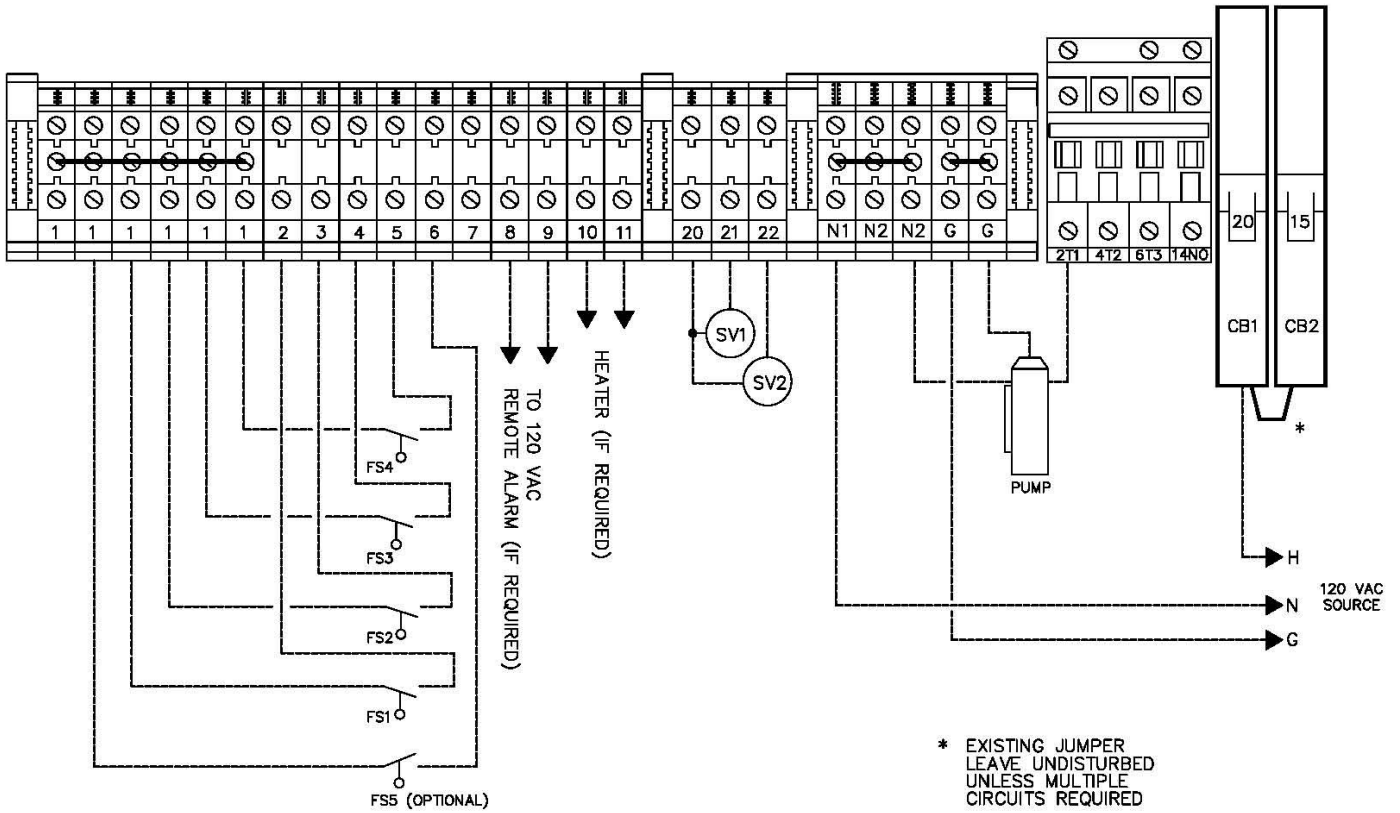 1 1 1 1 1 1 2 3 4 5 6 7 8 9 10 11 20 21 22 N1 N2 N2 G G
2T1 4T2 6T3 14NO
20 15
CB1 CB2
SV1
SV2
*
FS4
FS3
FS2
FS1
FS5 (OPTIONAL)
TO 120 VAC
REMOTE ALARM (IF REQUIRED)
HEATER (IF REQUIRED)
PUMP
H
N
G
120 VAC
SOURCE
* EXISTING JUMPER
LEAVE UNDISTURBED
UNLESS MULTIPLE
CIRCUITS REQUIRED